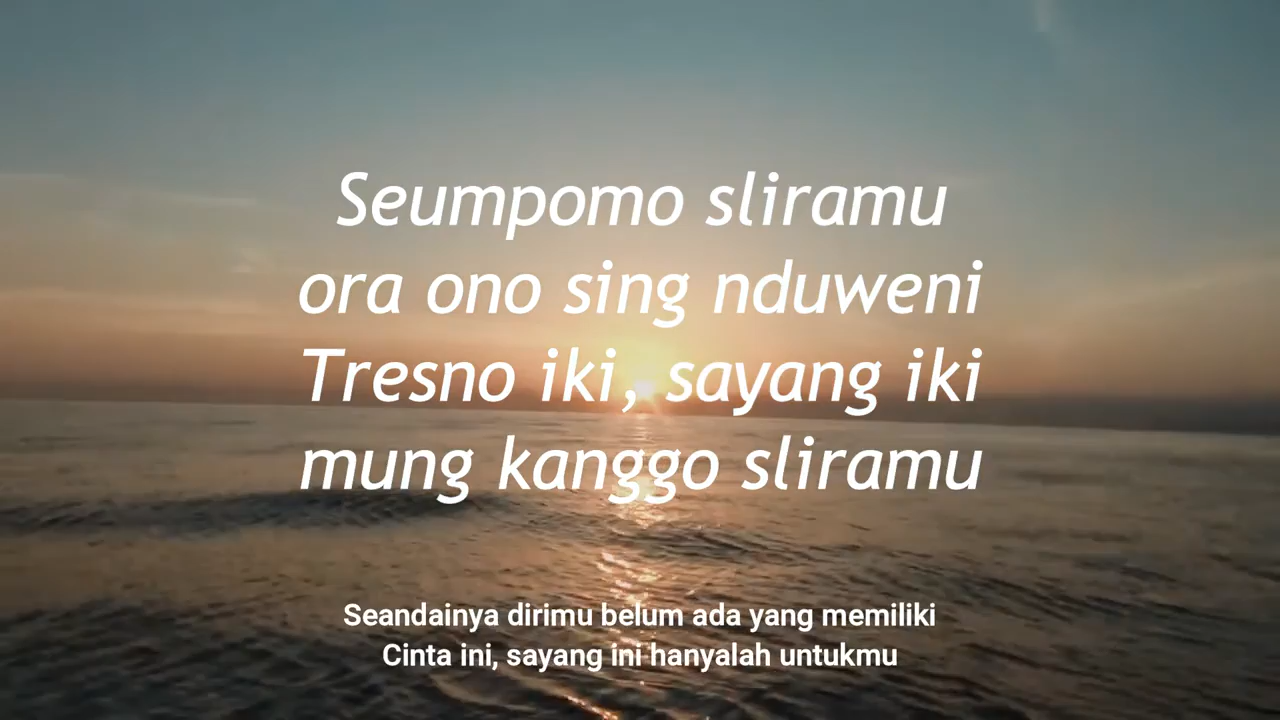 Seumpomo sliramu
ora ono sing nduweni
Tresno iki, sayang iki
mung kanggo sliramu
Seandainya dirimu belum ada yang memiliki
Cinta ini, sayang ini hanyalah untukmu